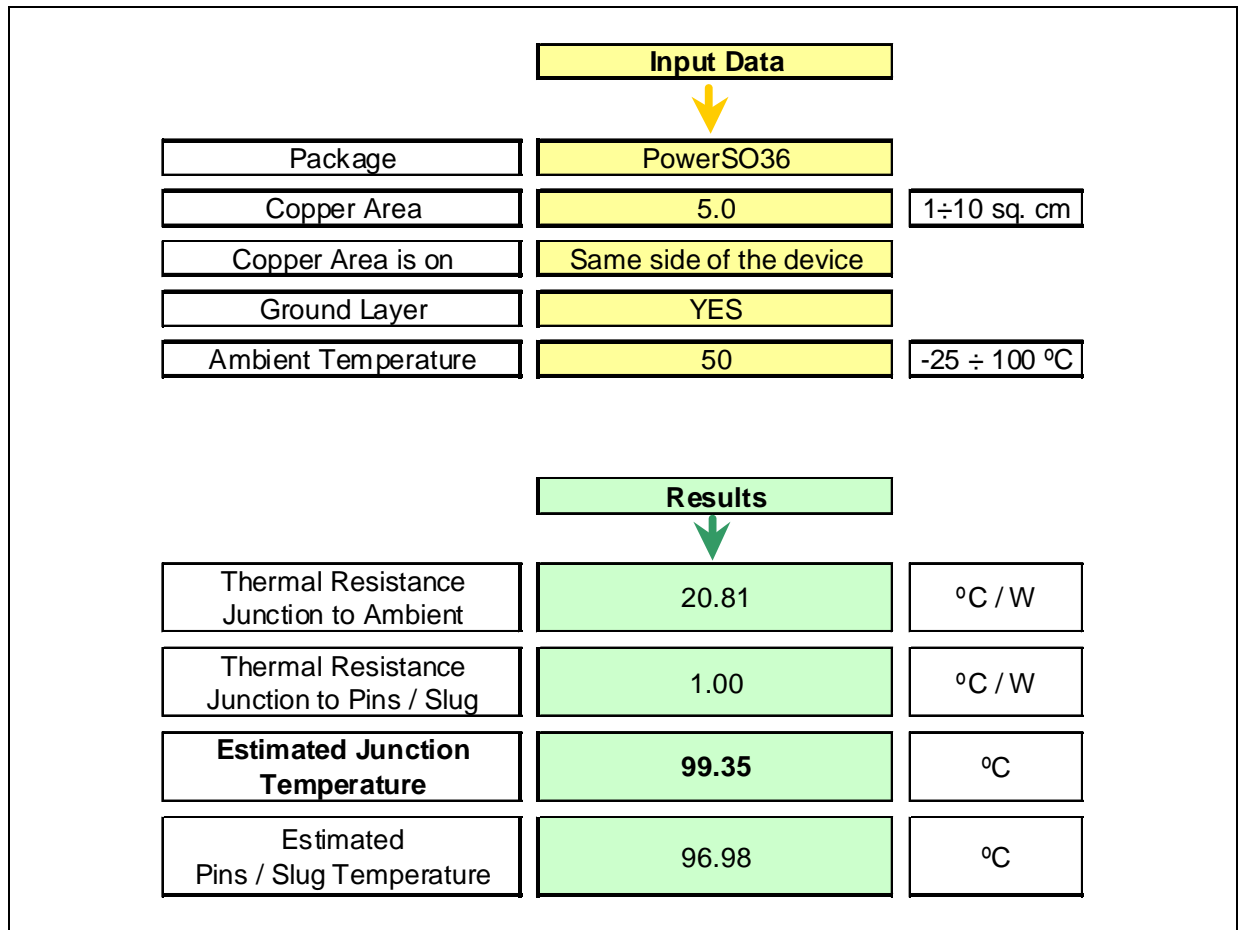 Input Data
Package PowerSO36
Copper Area 5.0 1÷10 sq. cm
Copper Area is on Same side of the device
Ground Layer YES
Ambient Temperature 50 -25 ÷ 100 ºC
Results
Thermal Resistance
Junction to Ambient
20.81 ºC / W
Thermal Resistance
Junction to Pins / Slug
1.00 ºC / W
Estimated Junction
Temperature
99.35 ºC
Estimated
Pins / Slug Temperature
96.98 ºC